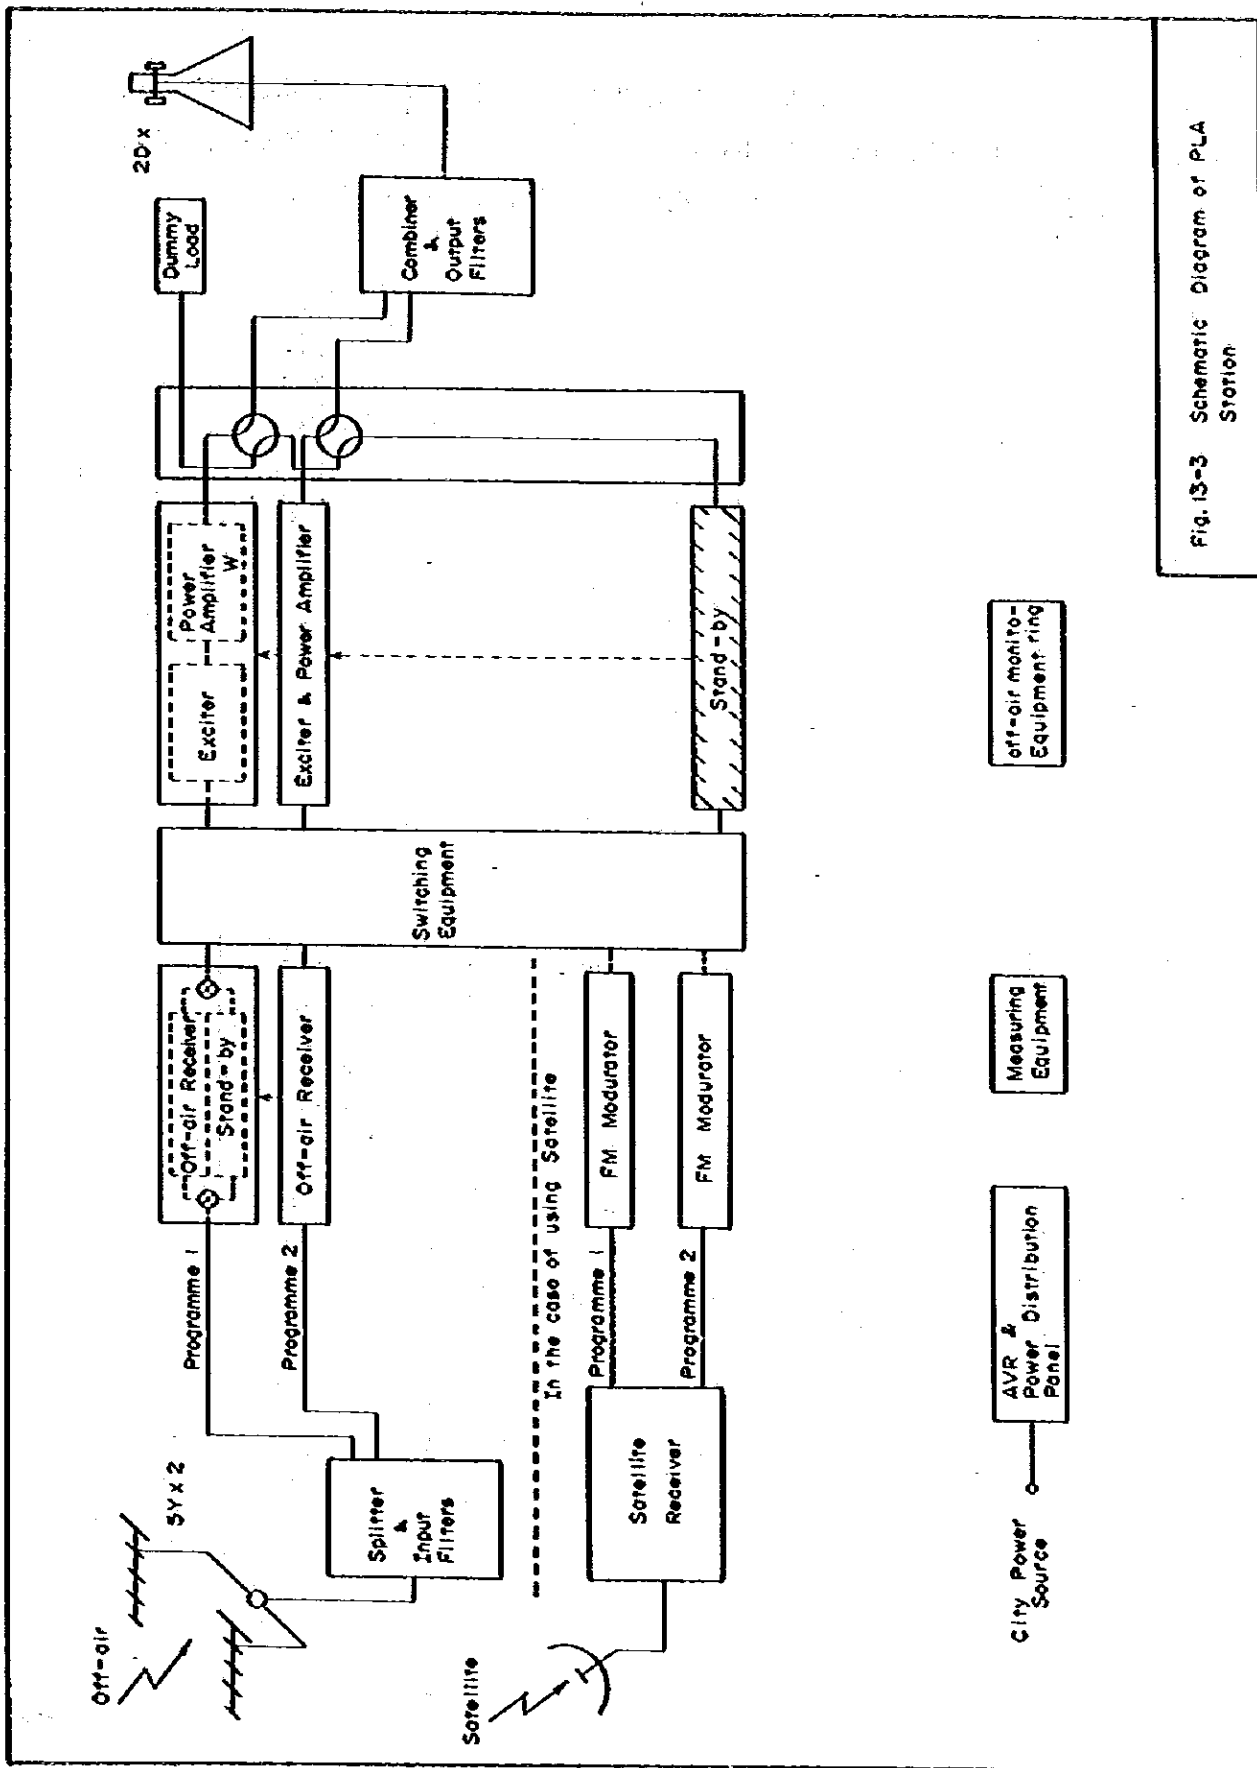 Off-air
5Y x 2
Splitter
&
Input
Filters
Programme 1
Programme 2
Off-air Receiver
Stand-by
Off-air Receiver
Switching
Equipment
Exciter
Power
Amplifier
W
Exciter & Power Amplifier
Stand-by
Dummy
Load
2D x
Combiner
&
Output
Filters
In the case of using Satellite
Satellite
Satellite
Receiver
Programme 1
Programme 2
FM Modurator
FM Modurator
City Power
Source
AVR &
Power Distribution
Panel
Measuring
Equipment
off-air monito-
Equipment ring
Fig. 13-3 Schematic Diagram of PLA
Station